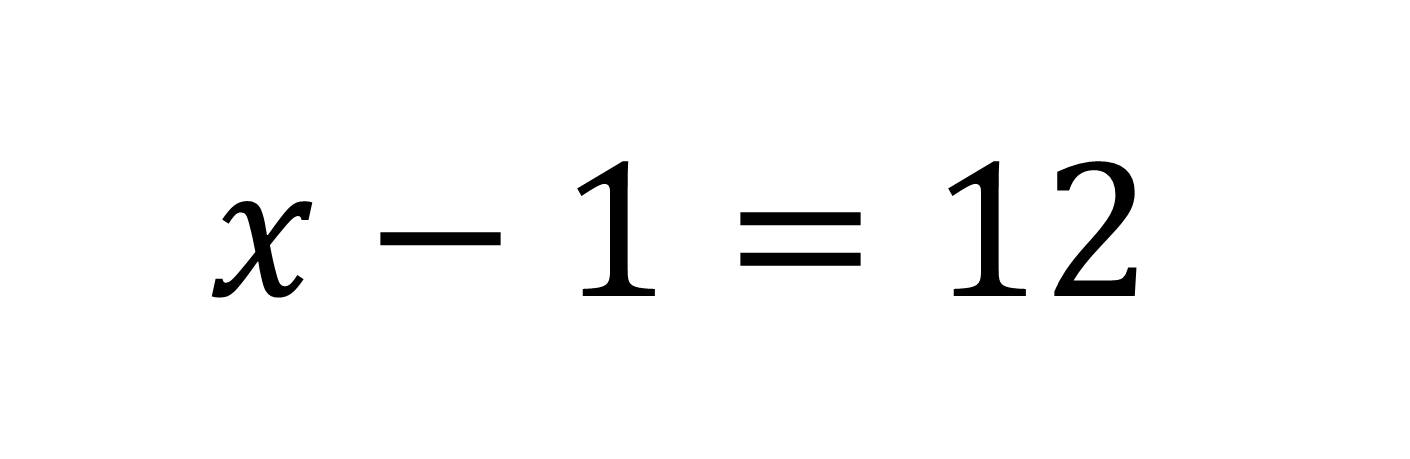 x − 1 = 12